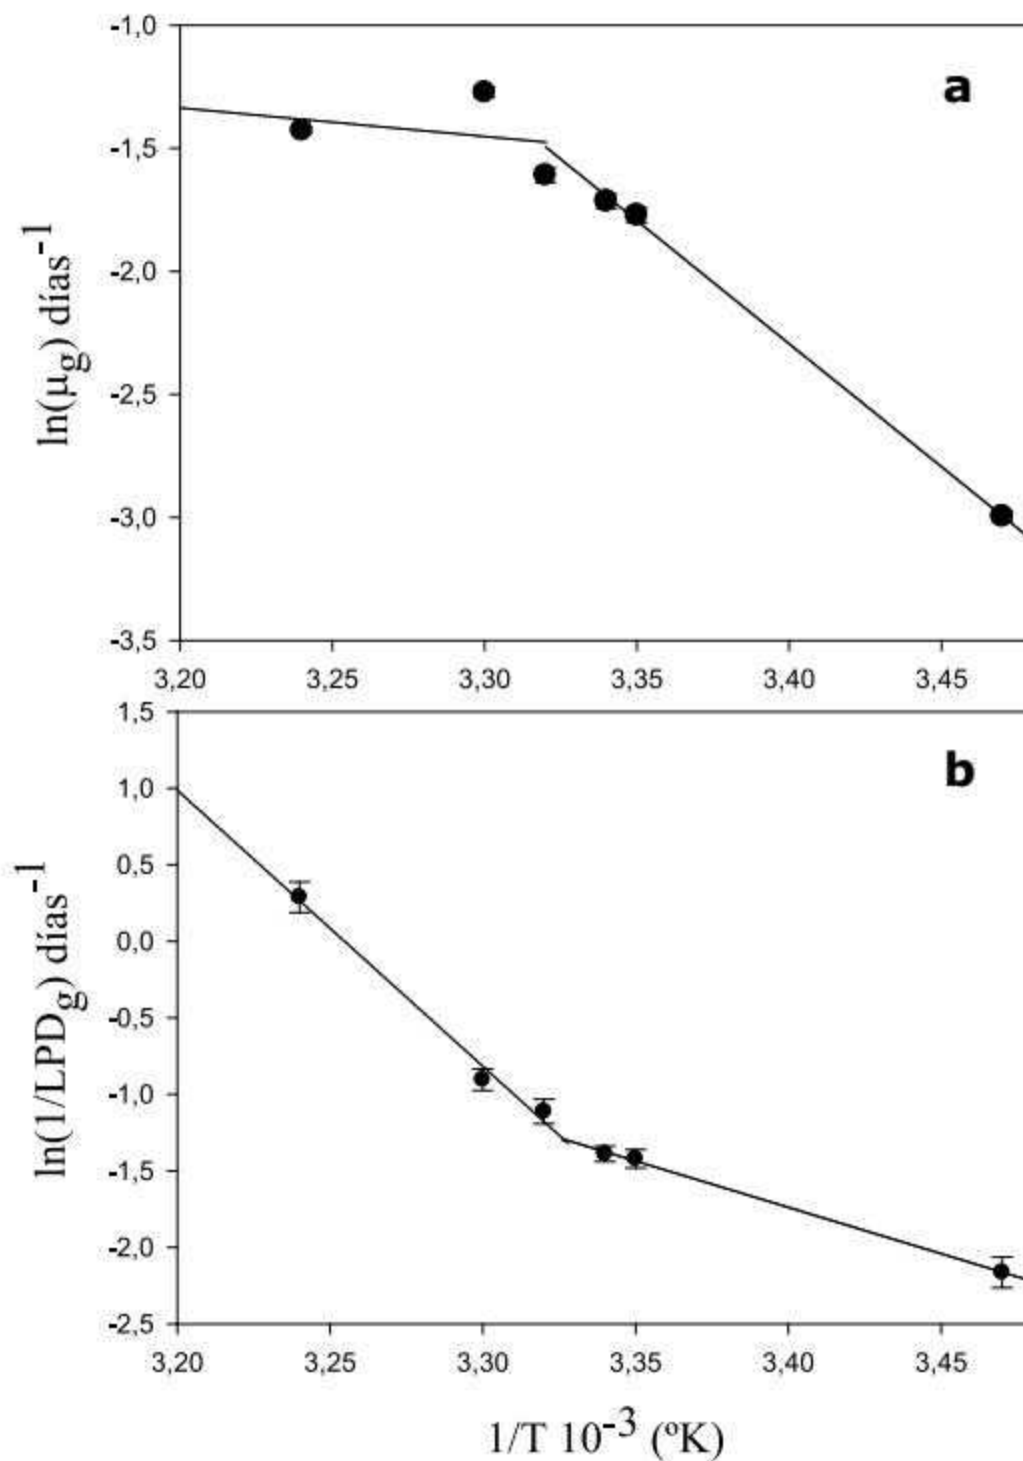 a
ln(μg) días-1
-1,0
-1,5
-2,0
-2,5
-3,0
-3,5
3,20 3,25 3,30 3,35 3,40 3,45
b
ln(1/LPDg) días-1
1,5
1,0
0,5
0,0
-0,5
-1,0
-1,5
-2,0
-2,5
3,20 3,25 3,30 3,35 3,40 3,45
1/T 10-3 (ºK)